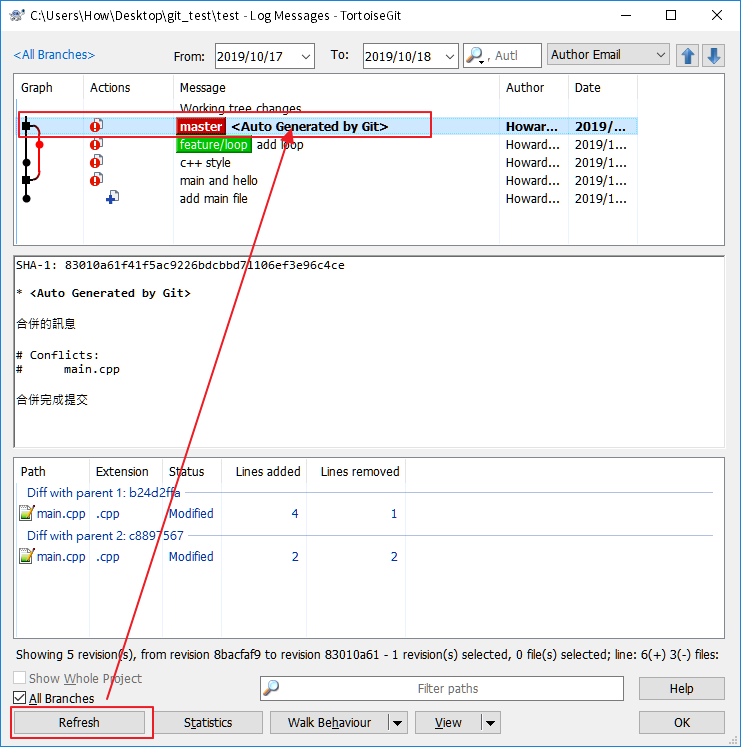 C:\Users\How\Desktop\git_test\test - Log Messages - TortoiseGit
<All Branches> From: 2019/10/17 To: 2019/10/18 , Autl Author Email
Graph Actions Message Author Date
Working tree changes
master <Auto Generated by Git> Howar... 2019/...
feature/loop add loop Howard... 2019/1...
c++ style Howard... 2019/1...
main and hello Howard... 2019/1...
add main file Howard... 2019/1...
SHA-1: 83010a61f41f5ac9226bdcbbd71106ef3e96c4ce
* <Auto Generated by Git>
合併的訊息
# Conflicts:
# main.cpp
合併完成提交
Path Extension Status Lines added Lines removed
Diff with parent 1: b24d2ffa
main.cpp .cpp Modified 4 1
Diff with parent 2: c8897567
main.cpp .cpp Modified 2 2
Showing 5 revision(s), from revision 8bacfaf9 to revision 83010a61 - 1 revision(s) selected, 0 file(s) selected; line: 6(+) 3(-) files:
Show Whole Project
All Branches Filter paths Help
Refresh Statistics Walk Behaviour View OK